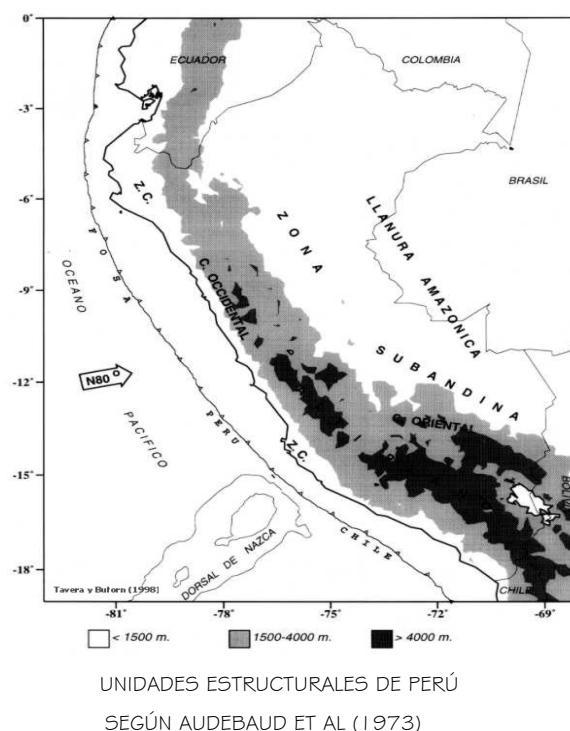 0°
-3°
-6°
-9°
-12°
-15°
-18°
ECUADOR
COLOMBIA
BRASIL
Z.C.
ZONA
LLANURA AMAZONICA
FOSA
OCEANO
C. OCCIDENTAL
SUBANDINA
N80°
PERU
PACIFICO
C. ORIENTAL
Z.C.
DORSAL DE NAZCA
CHILE
CHILE
Tavera y Buforn (1998)
-81° -78° -75° -72° -69°
< 1500 m. 1500-4000 m. > 4000 m.
UNIDADES ESTRUCTURALES DE PERÚ
SEGÚN AUDEBAUD ET AL (1973)